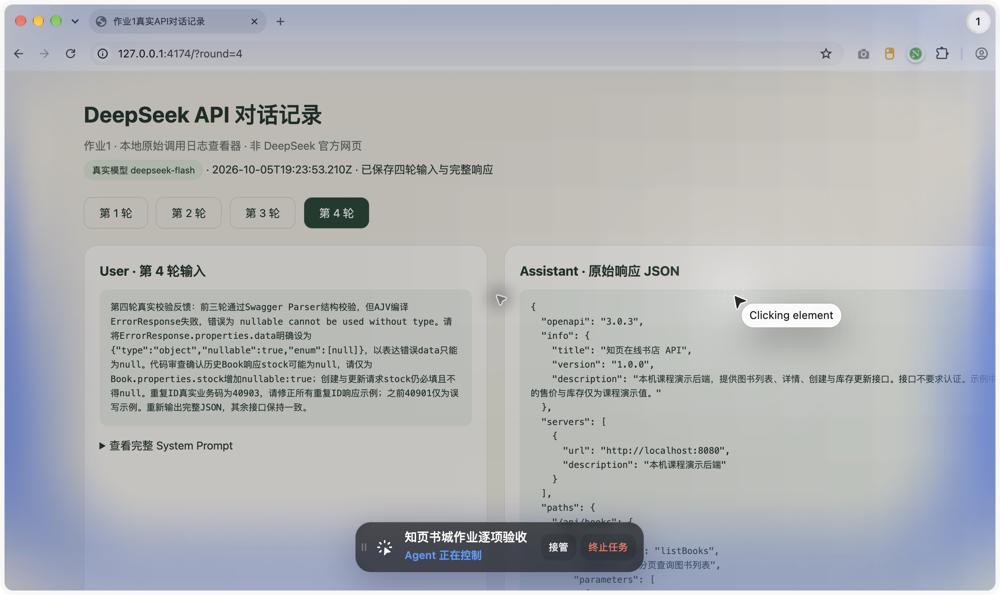 作业1真实API对话记录
1
127.0.0.1:4174/?round=4
DeepSeek API 对话记录
作业1 · 本地原始调用日志查看器 · 非 DeepSeek 官方网页
真实模型 deepseek-flash · 2026-10-05T19:23:53.210Z · 已保存四轮输入与完整响应
第 1 轮
第 2 轮
第 3 轮
第 4 轮
User · 第 4 轮输入
第四轮真实校验反馈：前三轮通过Swagger Parser结构校验，但AJV编译
ErrorResponse失败，错误为 nullable cannot be used without type。请
将ErrorResponse.properties.data明确设为
{"type":"object","nullable":true,"enum":[null]}，以表达错误data只能
为null。代码审查确认历史Book响应stock可能为null，请仅为
Book.properties.stock增加nullable:true；创建与更新请求stock仍必填且不
得null。重复ID真实业务码为40903，请修正所有重复ID响应示例；之前40901仅为误
写示例。重新输出完整JSON，其余接口保持一致。
▶ 查看完整 System Prompt
Assistant · 原始响应 JSON
{
"openapi": "3.0.3",
"info": {
"title": "知页在线书店 API",
"version": "1.0.0",
"description": "本机课程演示后端，提供图书列表、详情、创建与库存更新接口。接口不要求认证。示例中
的售价与库存仅为课程演示值。"
},
"servers": [
{
"url": "http://localhost:8080",
"description": "本机课程演示后端"
}
],
"paths": {
"/api/books": {
: "listBooks",
分页查询图书列表",
"parameters": [
Clicking element
知页书城作业逐项验收
Agent 正在控制
接管
终止任务